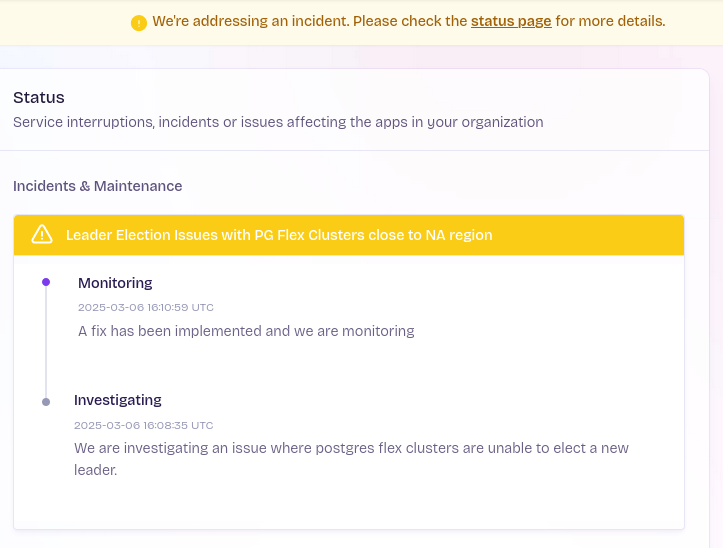 We're addressing an incident. Please check the status page for more details.
Status
Service interruptions, incidents or issues affecting the apps in your organization
Incidents & Maintenance
Leader Election Issues with PG Flex Clusters close to NA region
Monitoring
2025-03-06 16:10:59 UTC
A fix has been implemented and we are monitoring
Investigating
2025-03-06 16:08:35 UTC
We are investigating an issue where postgres flex clusters are unable to elect a new
leader.